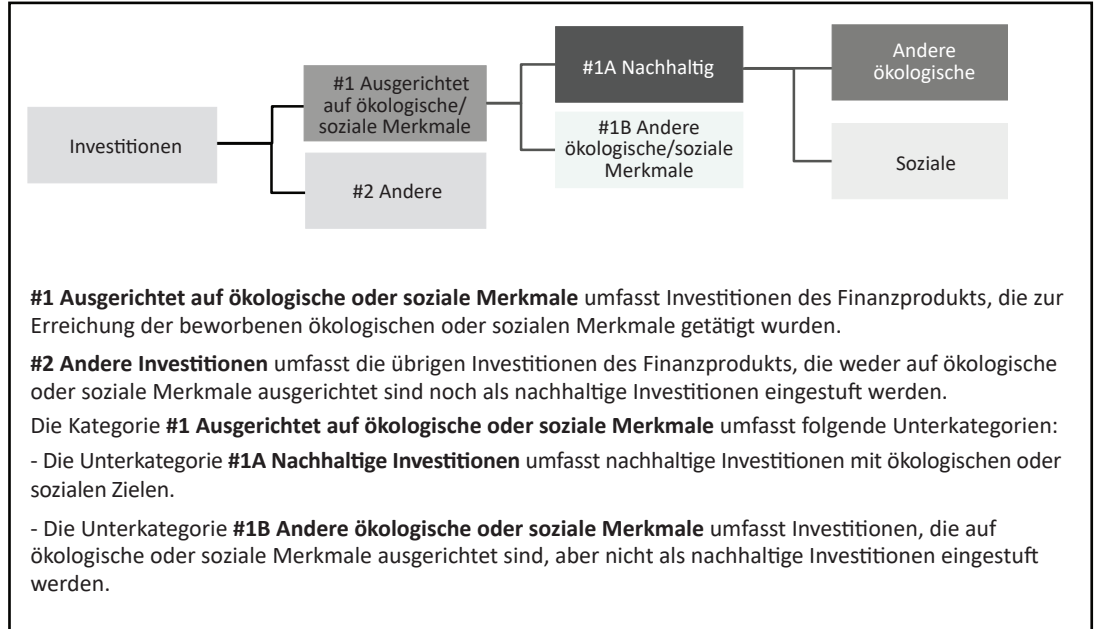 Investitionen
#1 Ausgerichtet
auf ökologische/
soziale Merkmale
#2 Andere
#1A Nachhaltig
#1B Andere
ökologische/soziale
Merkmale
Andere
ökologische
Soziale
#1 Ausgerichtet auf ökologische oder soziale Merkmale umfasst Investitionen des Finanzprodukts, die zur
Erreichung der beworbenen ökologischen oder sozialen Merkmale getätigt wurden.
#2 Andere Investitionen umfasst die übrigen Investitionen des Finanzprodukts, die weder auf ökologische
oder soziale Merkmale ausgerichtet sind noch als nachhaltige Investitionen eingestuft werden.
Die Kategorie #1 Ausgerichtet auf ökologische oder soziale Merkmale umfasst folgende Unterkategorien:
- Die Unterkategorie #1A Nachhaltige Investitionen umfasst nachhaltige Investitionen mit ökologischen oder
sozialen Zielen.
- Die Unterkategorie #1B Andere ökologische oder soziale Merkmale umfasst Investitionen, die auf
ökologische oder soziale Merkmale ausgerichtet sind, aber nicht als nachhaltige Investitionen eingestuft
werden.